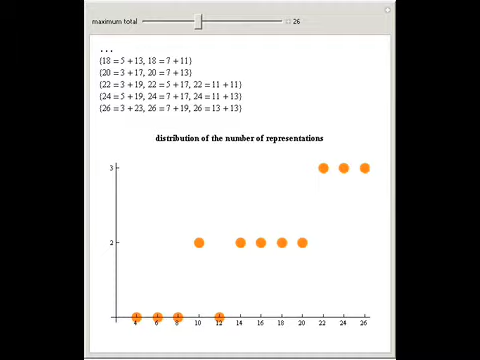 maximum total 26
...
{18 = 5 + 13, 18 = 7 + 11}
{20 = 3 + 17, 20 = 7 + 13}
{22 = 3 + 19, 22 = 5 + 17, 22 = 11 + 11}
{24 = 5 + 19, 24 = 7 + 17, 24 = 11 + 13}
{26 = 3 + 23, 26 = 7 + 19, 26 = 13 + 13}
distribution of the number of representations
3
2
4 6 8 10 12 14 16 18 20 22 24 26